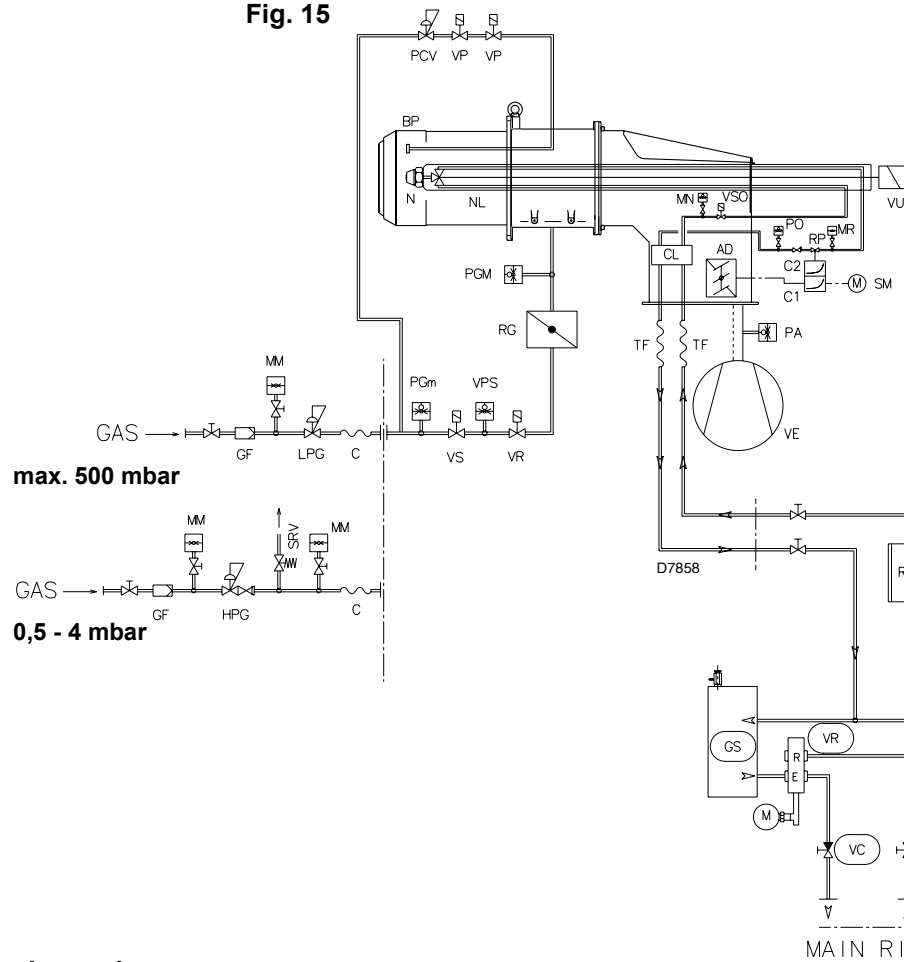 Fig. 15
PCV VP VP
BP
N NL
MN VSO
VU
PO RP MR
CL AD
C2
C1
M SM
PGM
RG
TF TF
PA
VE
MM
PGm VPS
GAS
GF LPG C
VS VR
max. 500 mbar
MM SRV MM
D7858
R
GAS
GF HPG C
0,5 - 4 mbar
GS
VR
R
E
M
VC
MAIN RI